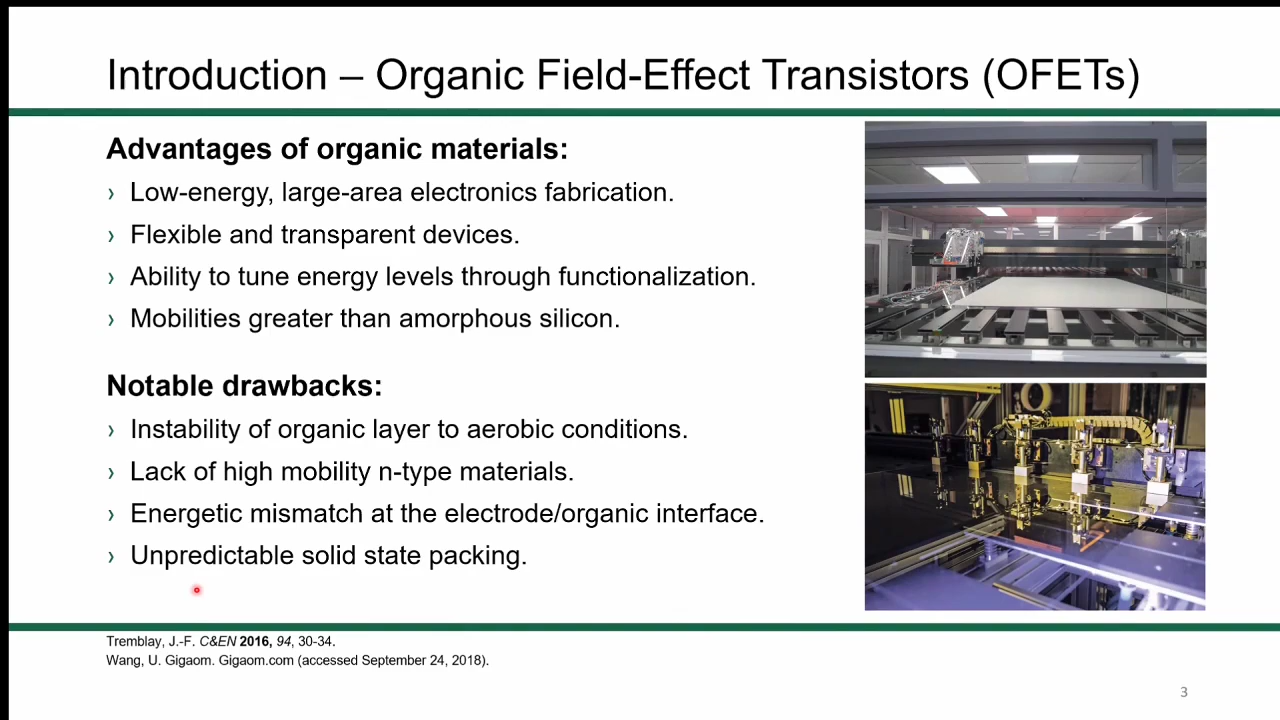 Introduction – Organic Field-Effect Transistors (OFETs)
Advantages of organic materials:
› Low-energy, large-area electronics fabrication.
› Flexible and transparent devices.
› Ability to tune energy levels through functionalization.
› Mobilities greater than amorphous silicon.
Notable drawbacks:
› Instability of organic layer to aerobic conditions.
› Lack of high mobility n-type materials.
› Energetic mismatch at the electrode/organic interface.
› Unpredictable solid state packing.
Tremblay, J.-F. C&EN 2016, 94, 30-34.
Wang, U. Gigaom. Gigaom.com (accessed September 24, 2018).
3